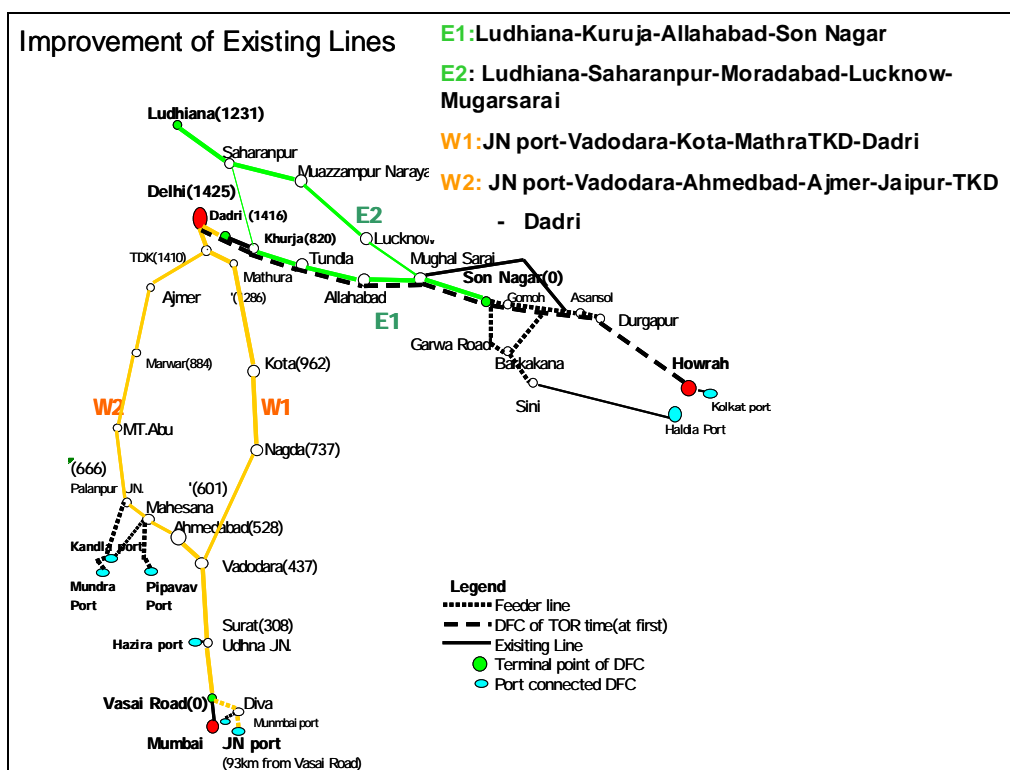 Improvement of Existing Lines
E1:Ludhiana-Kuruja-Allahabad-Son Nagar
E2: Ludhiana-Saharanpur-Moradabad-Lucknow-
Mugarsarai
W1:JN port-Vadodara-Kota-MathraTKD-Dadri
W2: JN port-Vadodara-Ahmedbad-Ajmer-Jaipur-TKD
- Dadri
Ludhiana(1231)
Saharanpur
Muazzampur Naraya
Delhi(1425)
Dadri (1416)
E2
Khurja(820)
Lucknow
TDK(1410)
Tundla
Mughal Sarai
Mathura
Son Nagar(0)
Ajmer
'(1286)
Allahabad
Gomoh
Asansol
E1
Durgapur
Garwa Road
Marwar(884)
Kota(962)
Barkakana
Howrah
Sini
Kolkat port
W2
W1
Haldia Port
MT.Abu
Nagda(737)
(666)
Palanpur JN.
'(601)
Mahesana
Ahmedabad(528)
Kandla port
Vadodara(437)
Mundra
Port
Pipavav
Port
Legend
Feeder line
DFC of TOR time(at first)
Exisiting Line
Terminal point of DFC
Port connected DFC
Surat(308)
Hazira port
Udhna JN.
Vasai Road(0)
Diva
Munmbai port
Mumbai
JN port
(93km from Vasai Road)